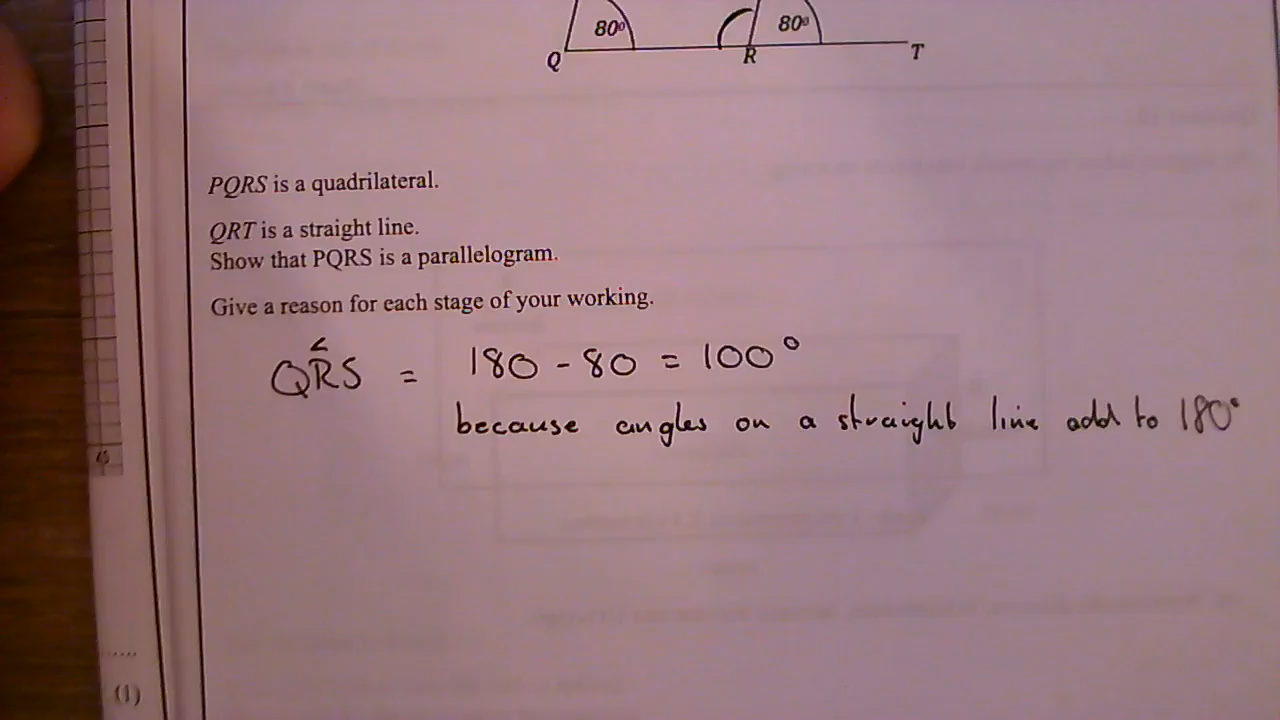 80° 80°
Q R T
PQRS is a quadrilateral.
QRT is a straight line.
Show that PQRS is a parallelogram.
Give a reason for each stage of your working.
QR̂S = 180 - 80 = 100°
because angles on a straight line add to 180°
.....
(1)